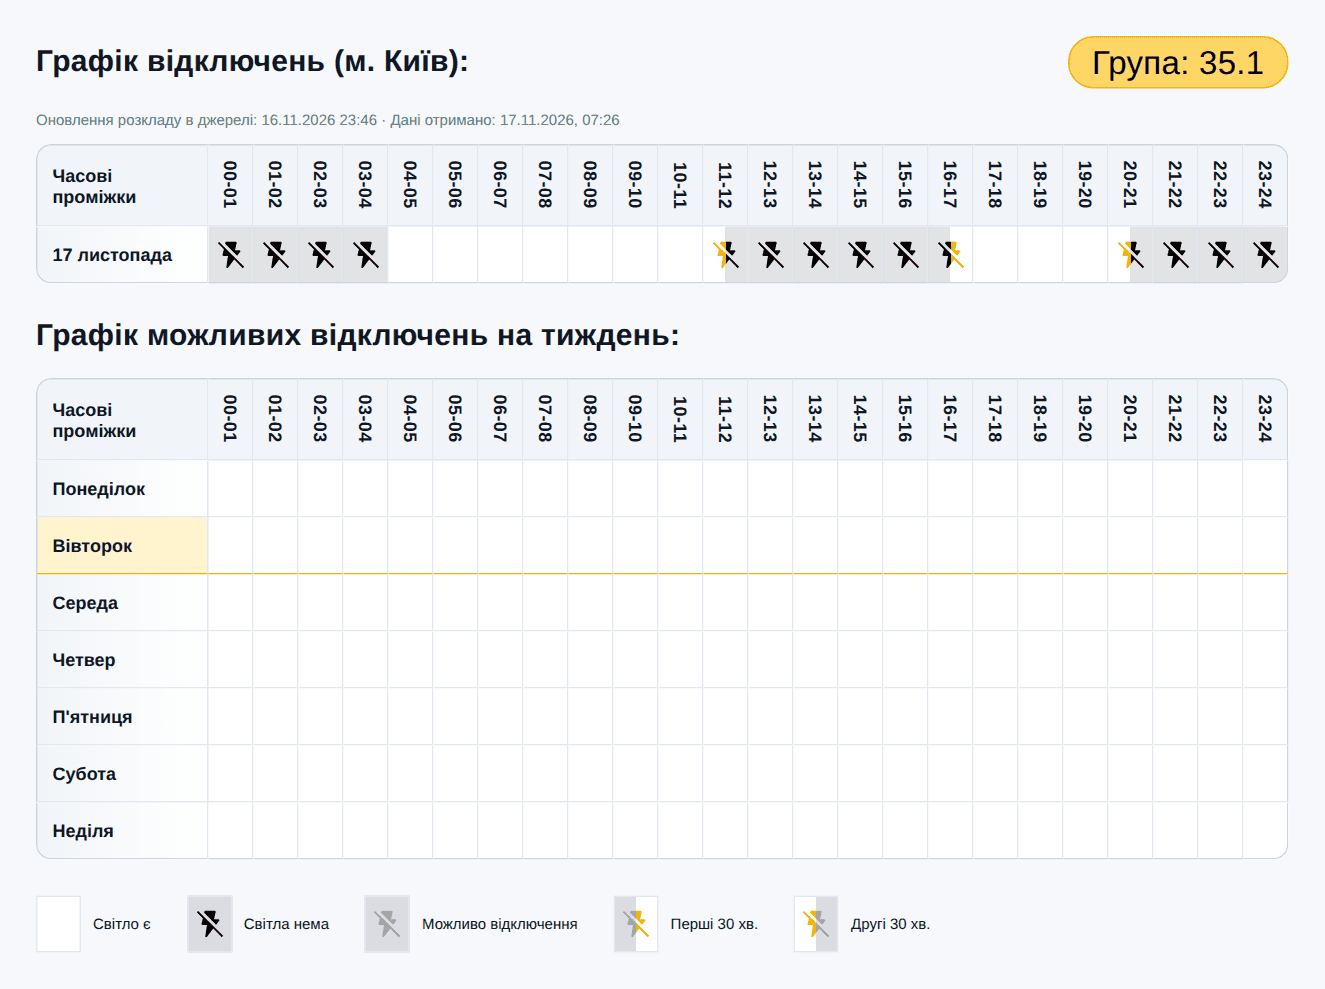 Графік відключень (м. Київ):
Група: 35.1
Оновлення розкладу в джерелі: 16.11.2026 23:46 · Дані отримано: 17.11.2026, 07:26
Часові
проміжки
00-01 01-02 02-03 03-04 04-05 05-06 06-07 07-08 08-09 09-10 10-11 11-12 12-13 13-14 14-15 15-16 16-17 17-18 18-19 19-20 20-21 21-22 22-23 23-24
17 листопада
Графік можливих відключень на тиждень:
Часові
проміжки
00-01 01-02 02-03 03-04 04-05 05-06 06-07 07-08 08-09 09-10 10-11 11-12 12-13 13-14 14-15 15-16 16-17 17-18 18-19 19-20 20-21 21-22 22-23 23-24
Понеділок
Вівторок
Середа
Четвер
П'ятниця
Субота
Неділя
Світло є
Світла нема
Можливо відключення
Перші 30 хв.
Другі 30 хв.